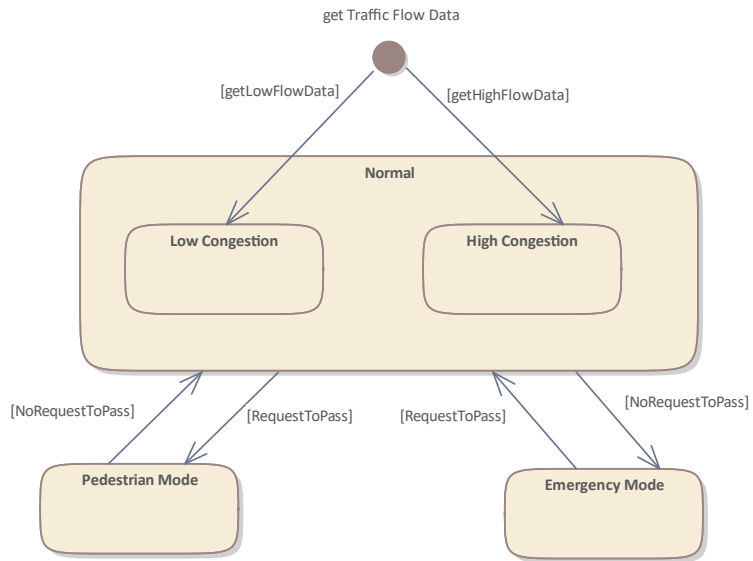 get Traffic Flow Data
[getLowFlowData]
[getHighFlowData]
Normal
Low Congestion
High Congestion
[NoRequestToPass]
[RequestToPass]
[RequestToPass]
[NoRequestToPass]
Pedestrian Mode
Emergency Mode